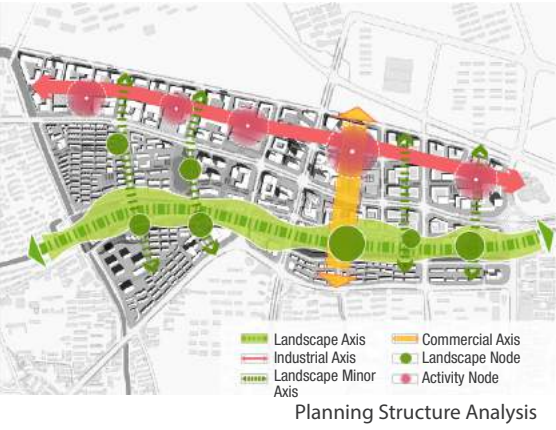 Landscape Axis
Industrial Axis
Landscape Minor
Axis
Commercial Axis
Landscape Node
Activity Node
Planning Structure Analysis